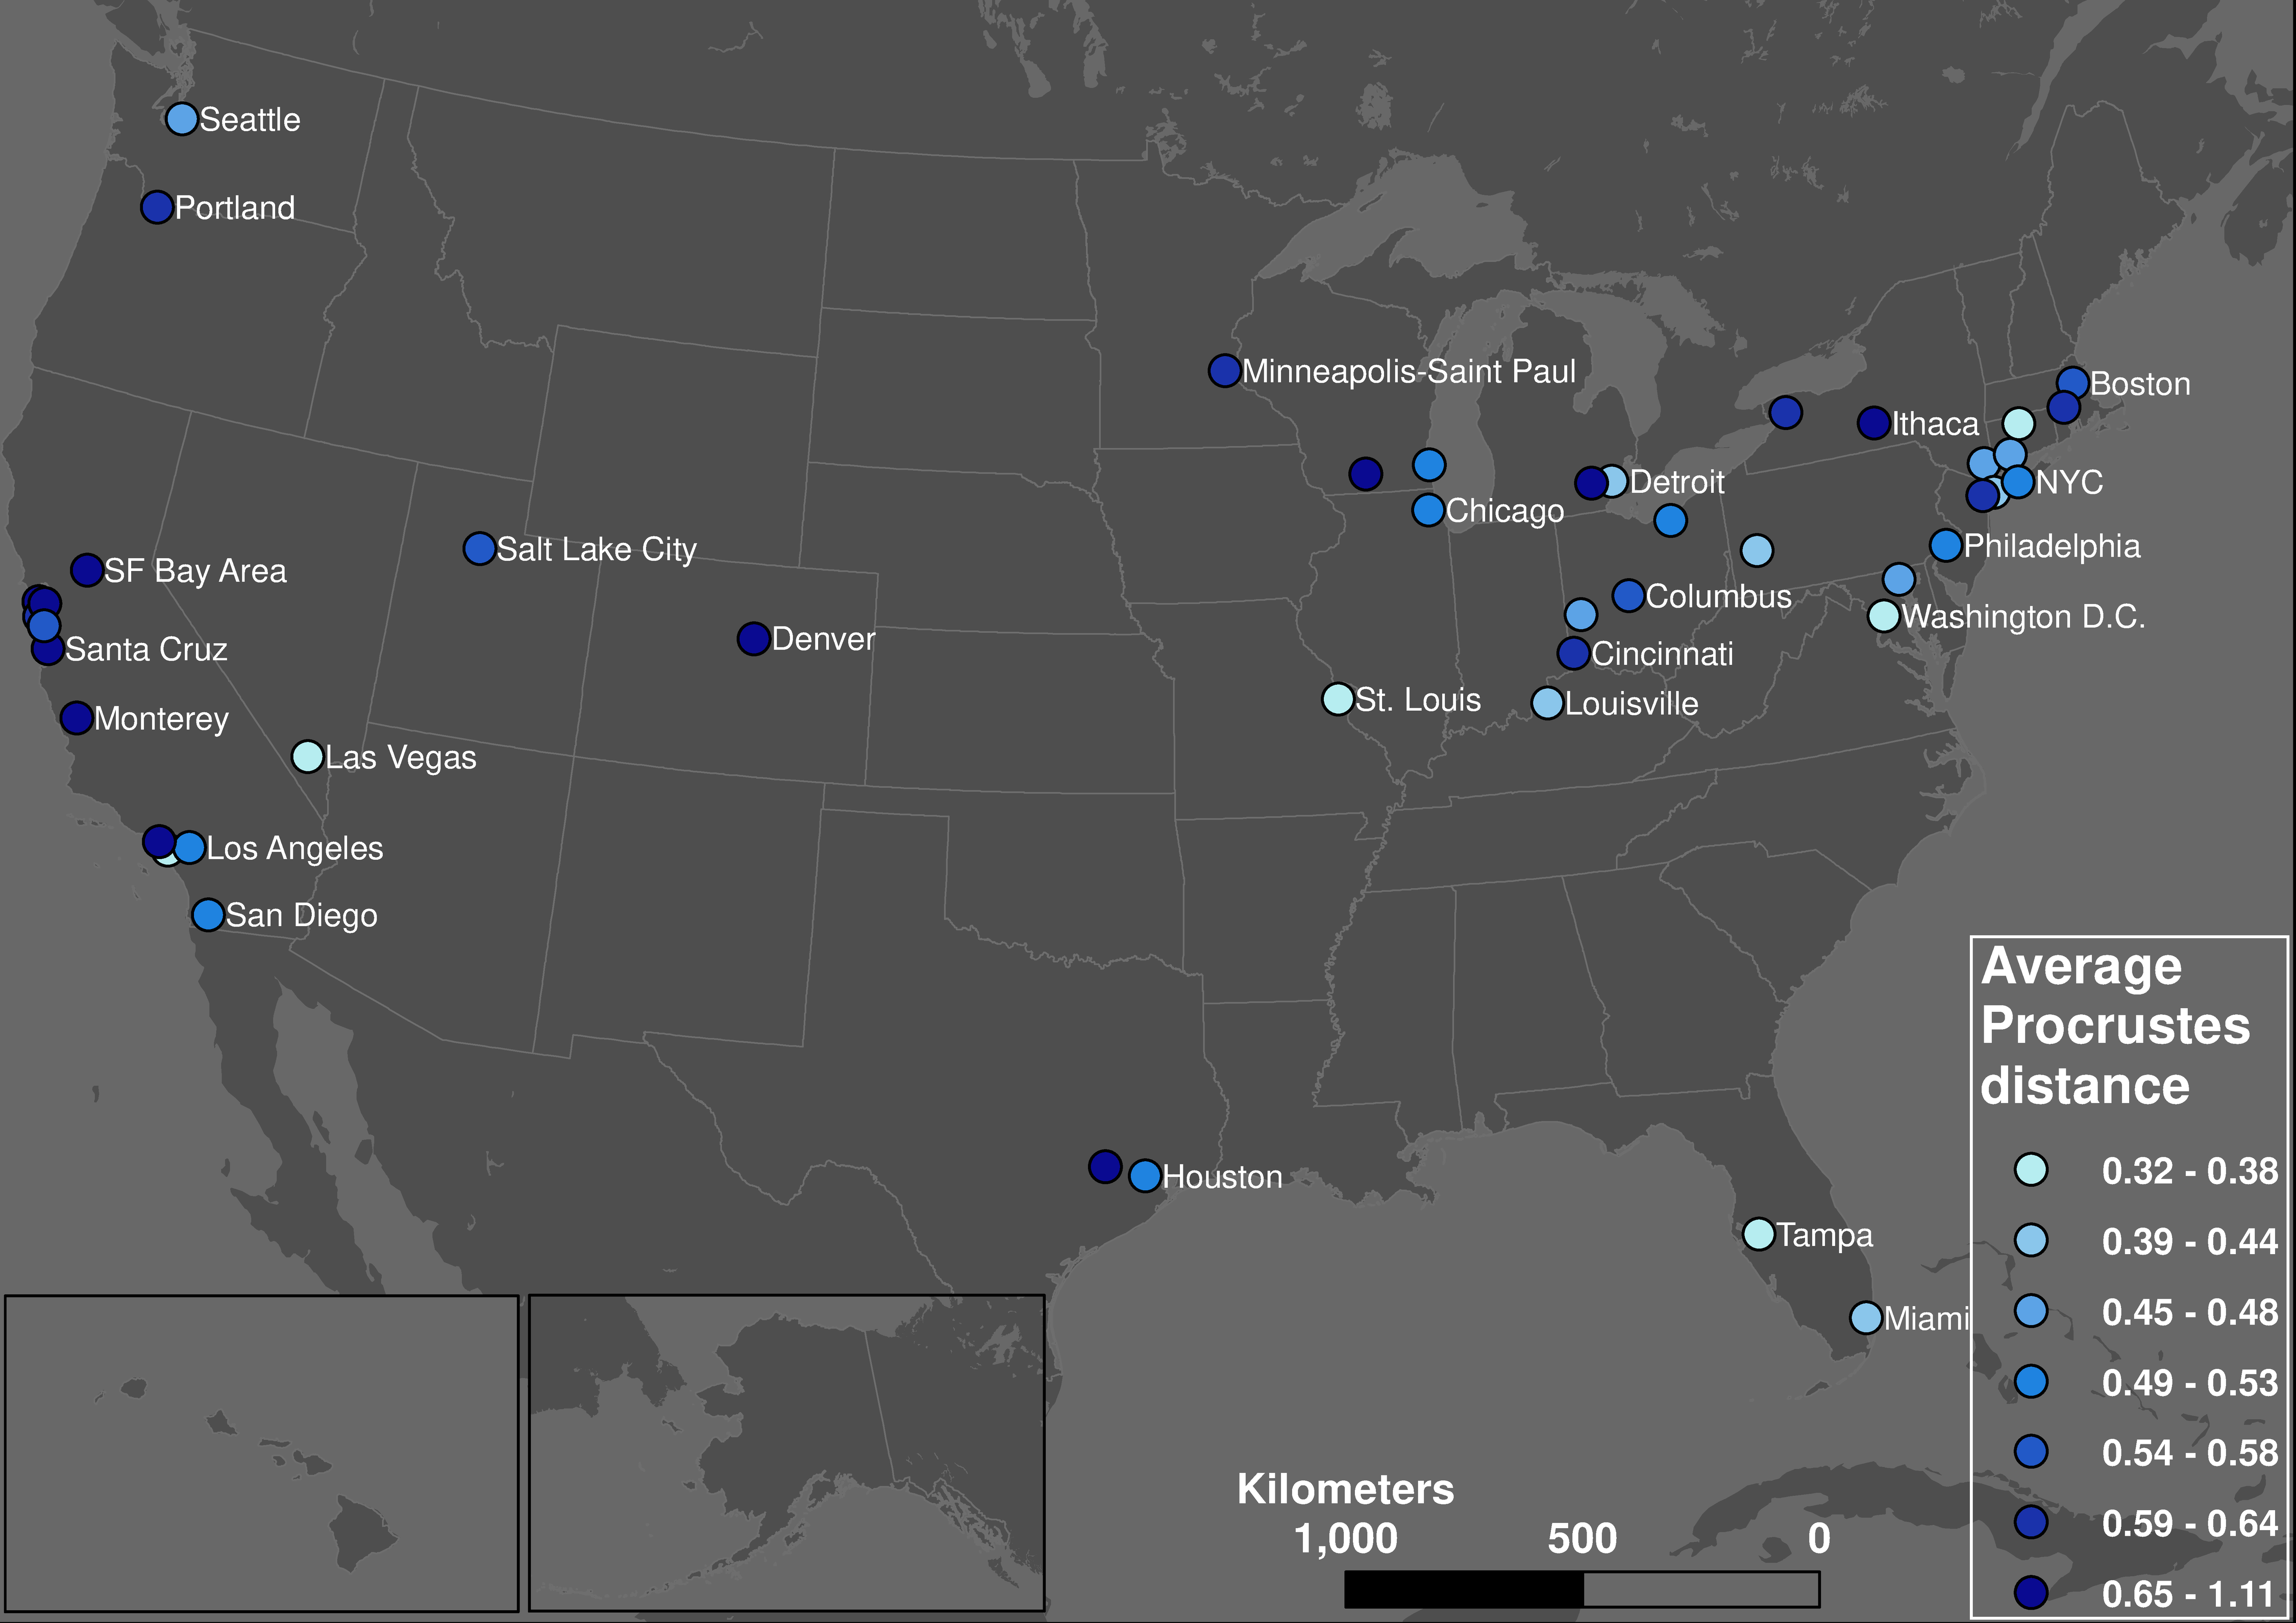 Seattle
Portland
Minneapolis-Saint Paul
Boston
Ithaca
Detroit
NYC
Chicago
Salt Lake City
Philadelphia
SF Bay Area
Columbus
Washington D.C.
Denver
Santa Cruz
Cincinnati
St. Louis
Louisville
Monterey
Las Vegas
Los Angeles
San Diego
Houston
Tampa
Miami
Average
Procrustes
distance
0.32 - 0.38
0.39 - 0.44
0.45 - 0.48
0.49 - 0.53
0.54 - 0.58
0.59 - 0.64
0.65 - 1.11
Kilometers
1,000 500 0